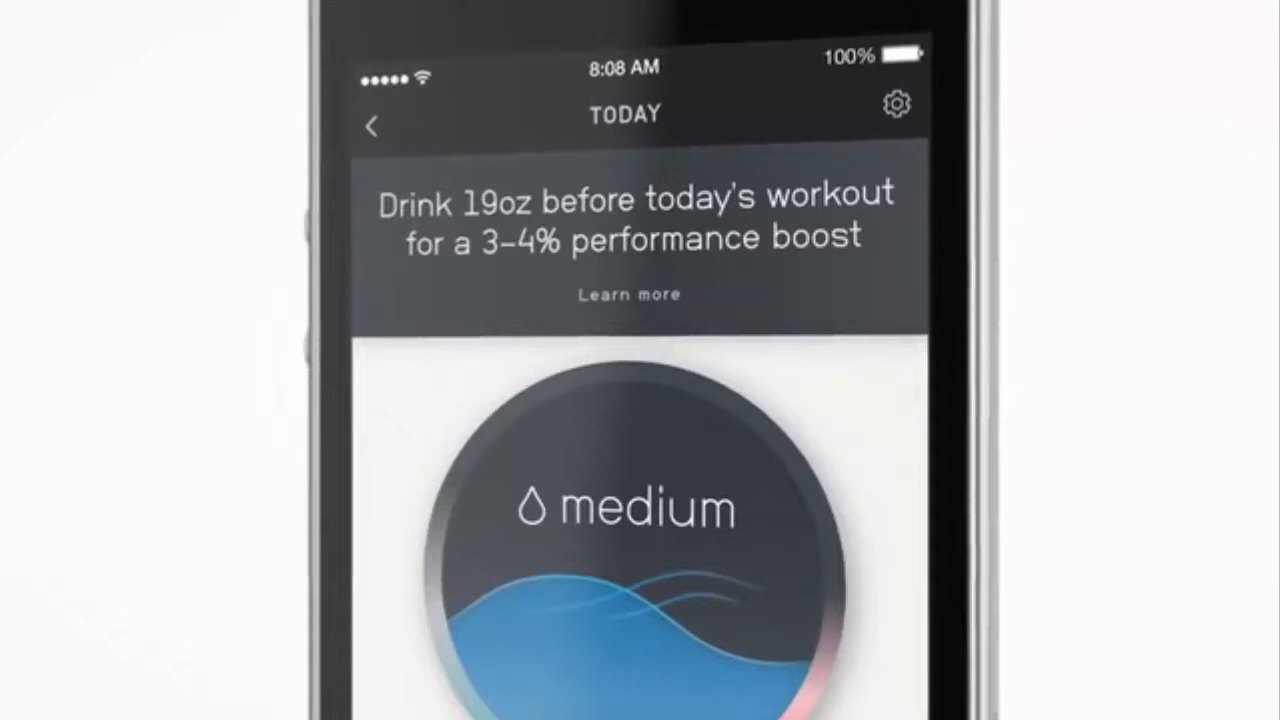 8:08 AM
100%
TODAY
Drink 19oz before today's workout
for a 3–4% performance boost
Learn more
medium